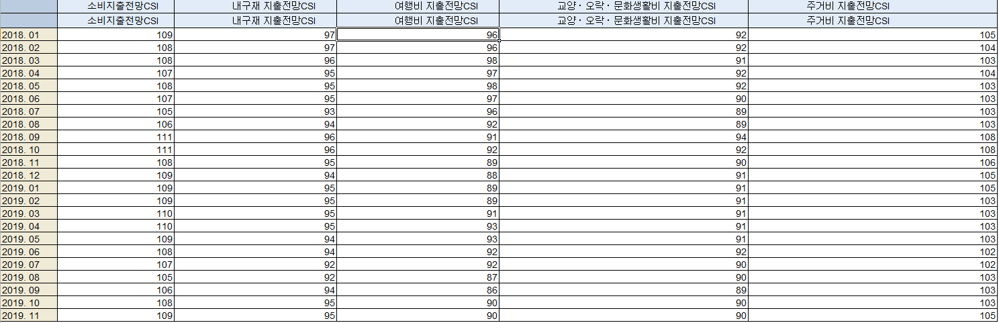 소비지출전망CSI 내구재 지출전망CSI 여행비 지출전망CSI 교양·오락·문화생활비 지출전망CSI 주거비 지출전망CSI
소비지출전망CSI 내구재 지출전망CSI 여행비 지출전망CSI 교양·오락·문화생활비 지출전망CSI 주거비 지출전망CSI
2018. 01 109 97 96 92 105
2018. 02 108 97 96 92 104
2018. 03 108 96 98 91 103
2018. 04 107 95 97 92 104
2018. 05 108 95 98 92 103
2018. 06 107 95 97 90 103
2018. 07 105 93 96 89 103
2018. 08 106 94 92 89 103
2018. 09 111 96 91 94 108
2018. 10 111 96 92 92 108
2018. 11 108 95 89 90 106
2018. 12 109 94 88 91 105
2019. 01 109 95 89 91 105
2019. 02 109 95 89 91 103
2019. 03 110 95 91 91 103
2019. 04 110 95 93 91 103
2019. 05 109 94 93 91 103
2019. 06 108 94 92 92 102
2019. 07 107 92 92 90 102
2019. 08 105 92 87 90 103
2019. 09 106 94 86 89 103
2019. 10 108 95 90 90 103
2019. 11 109 95 90 90 105